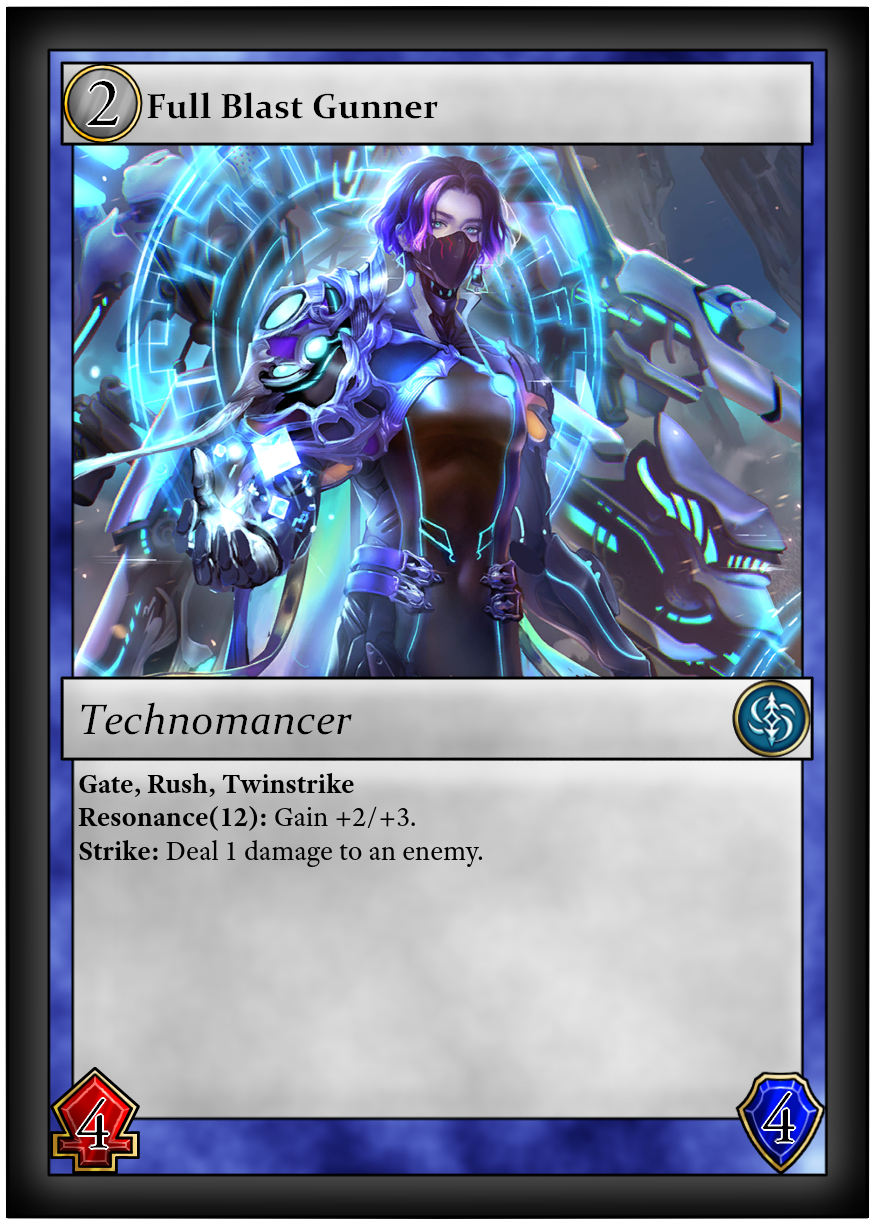 2
Full Blast Gunner
Technomancer
Gate, Rush, Twinstrike
Resonance(12): Gain +2/+3.
Strike: Deal 1 damage to an enemy.
4
4